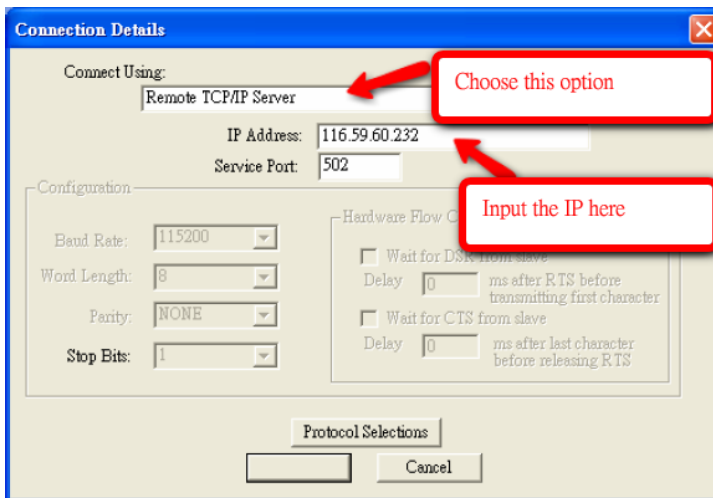 Connection Details
Connect Using:
Remote TCP/IP Server
Choose this option
IP Address: 116.59.60.232
Service Port: 502
Input the IP here
Configuration
Baud Rate: 115200
Word Length: 8
Parity: NONE
Stop Bits: 1
Hardware Flow C
Wait for DSR from slave
Delay 0 ms after RTS before
transmitting first character
Wait for CTS from slave
Delay 0 ms after last character
before releasing RTS
Protocol Selections
Cancel